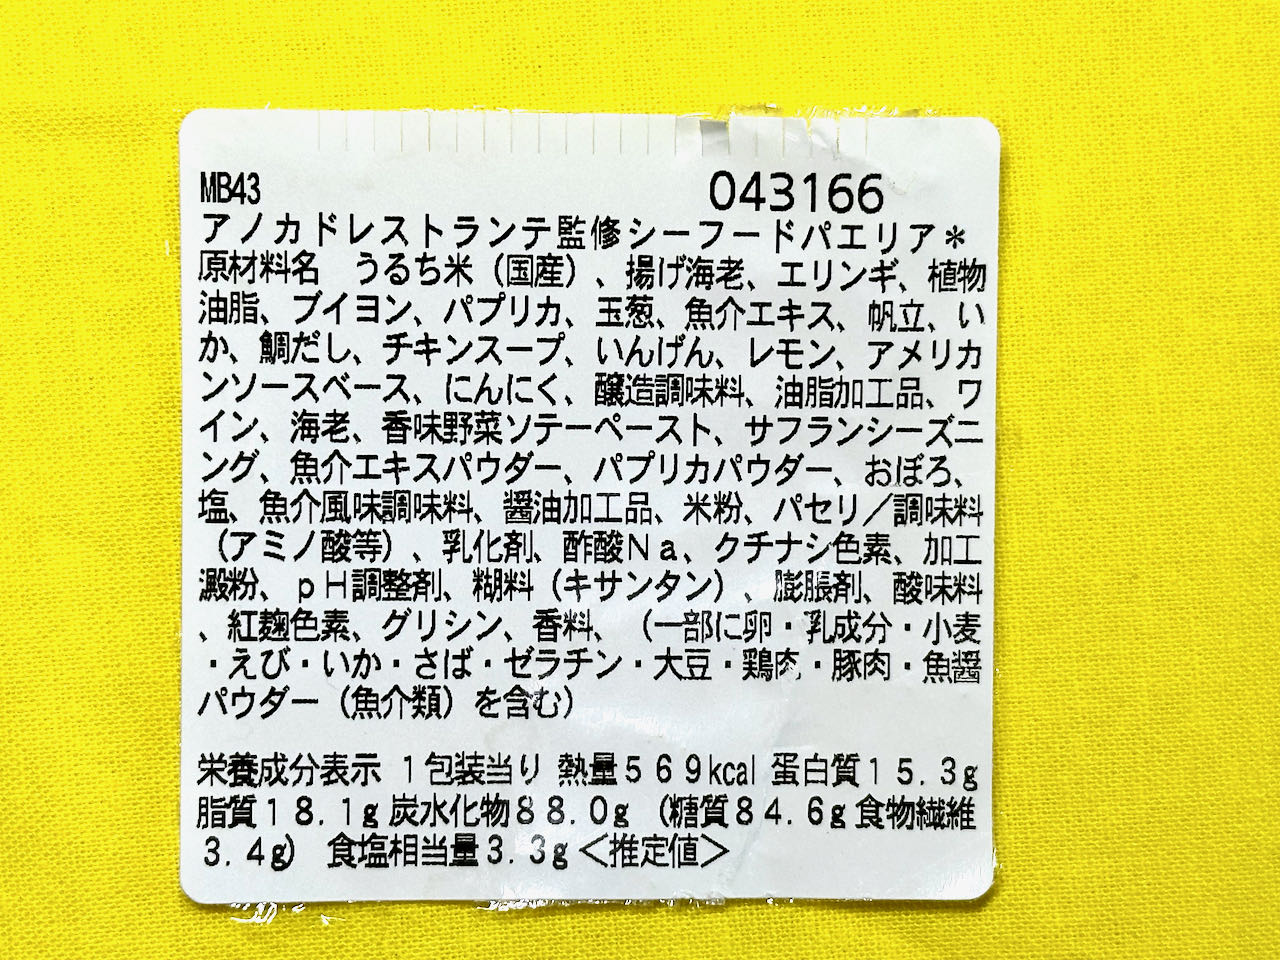 MB43 043166
アノカドレストランテ監修シーフードパエリア＊
原材料名　うるち米（国産）、揚げ海老、エリンギ、植物
油脂、ブイヨン、パプリカ、玉葱、魚介エキス、帆立、い
か、鯛だし、チキンスープ、いんげん、レモン、アメリカ
ンソースベース、にんにく、醸造調味料、油脂加工品、ワ
イン、海老、香味野菜ソテーペースト、サフランシーズニ
ング、魚介エキスパウダー、パプリカパウダー、おぼろ、
塩、魚介風味調味料、醤油加工品、米粉、パセリ／調味料
（アミノ酸等）、乳化剤、酢酸Ｎａ、クチナシ色素、加工
澱粉、ｐＨ調整剤、糊料（キサンタン）、膨脹剤、酸味料
、紅麹色素、グリシン、香料、（一部に卵・乳成分・小麦
・えび・いか・さば・ゼラチン・大豆・鶏肉・豚肉・魚醤
パウダー（魚介類）を含む）
栄養成分表示 １包装当り 熱量５６９kcal 蛋白質１５．３g
脂質１８．１g 炭水化物８８．０g （糖質８４．６g 食物繊維
３．４g） 食塩相当量３．３g＜推定値＞